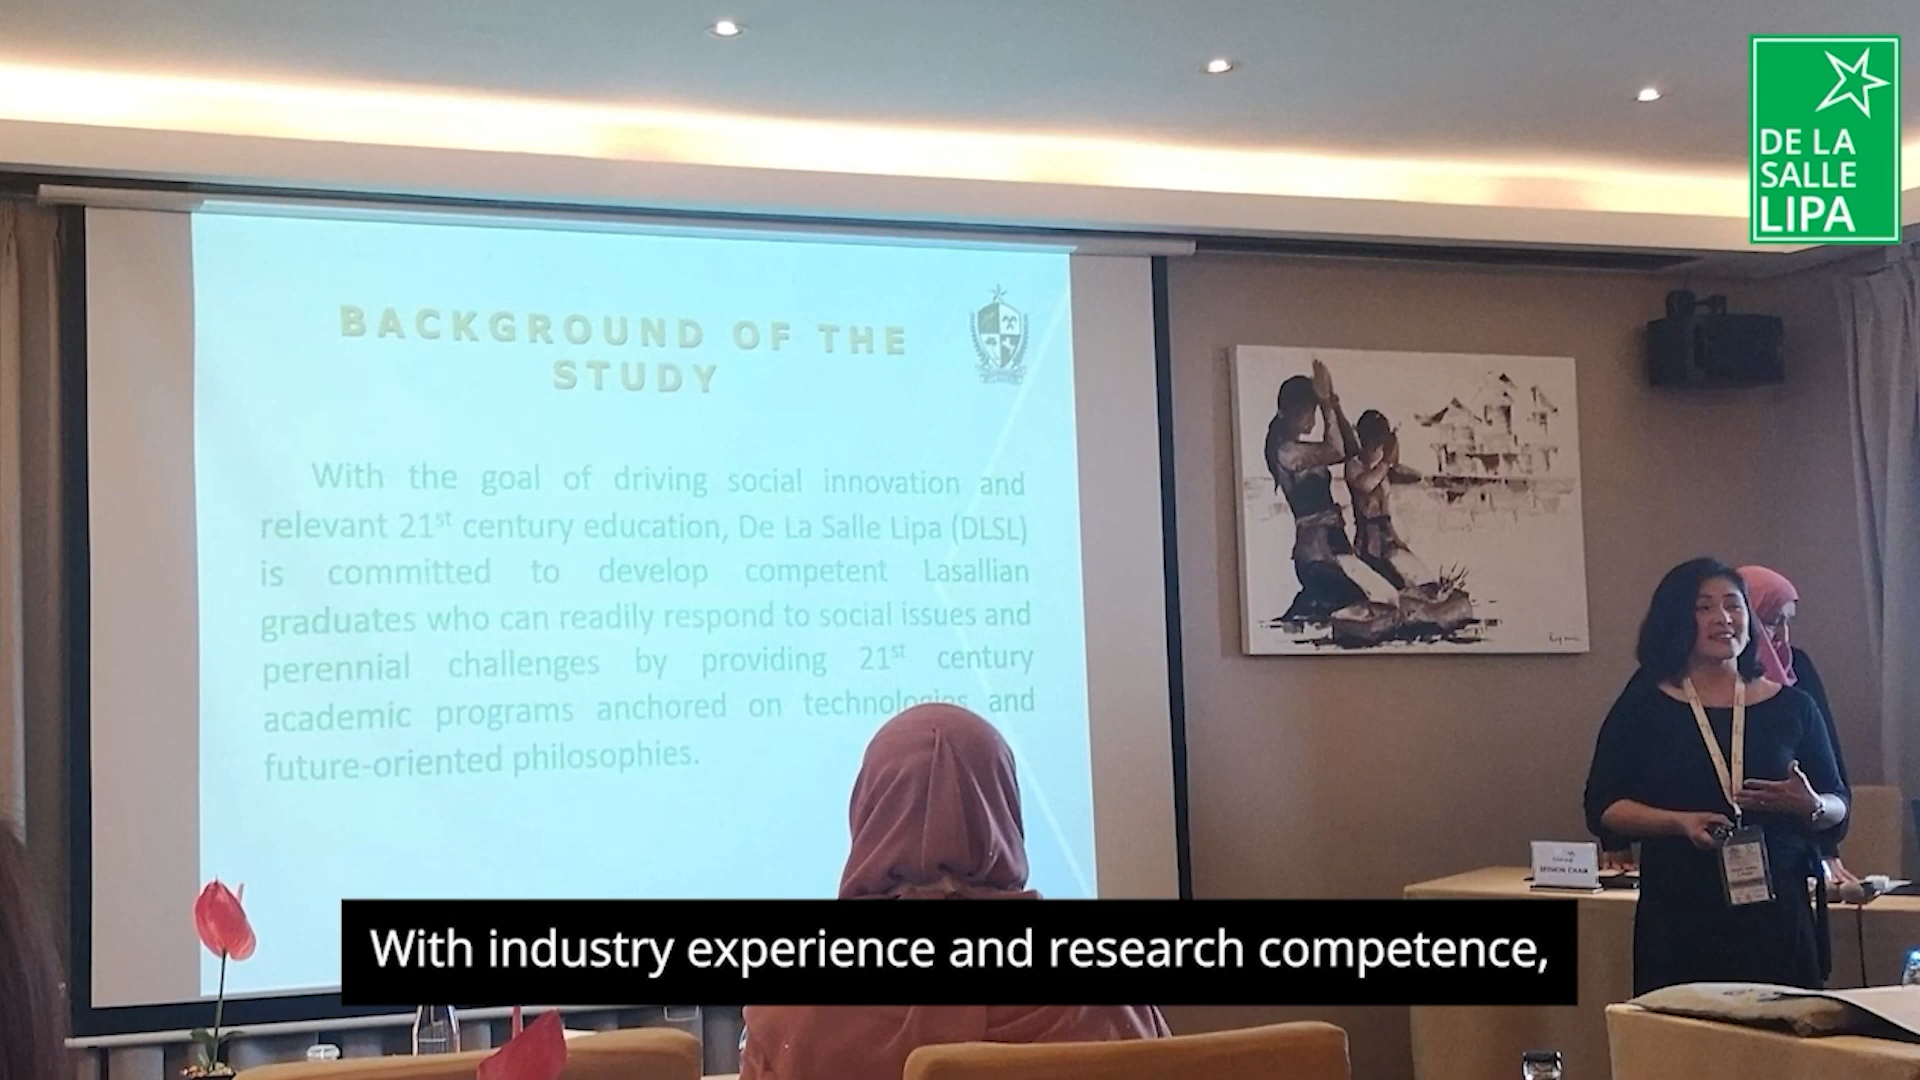 DE LA
SALLE
LIPA
BACKGROUND OF THE
STUDY
With the goal of driving social innovation and
relevant 21st century education, De La Salle Lipa (DLSL)
is committed to develop competent Lasallian
graduates who can readily respond to social issues and
perennial challenges by providing 21st century
academic programs anchored on technologies and
future-oriented philosophies.
SESSION CHAIR
With industry experience and research competence,